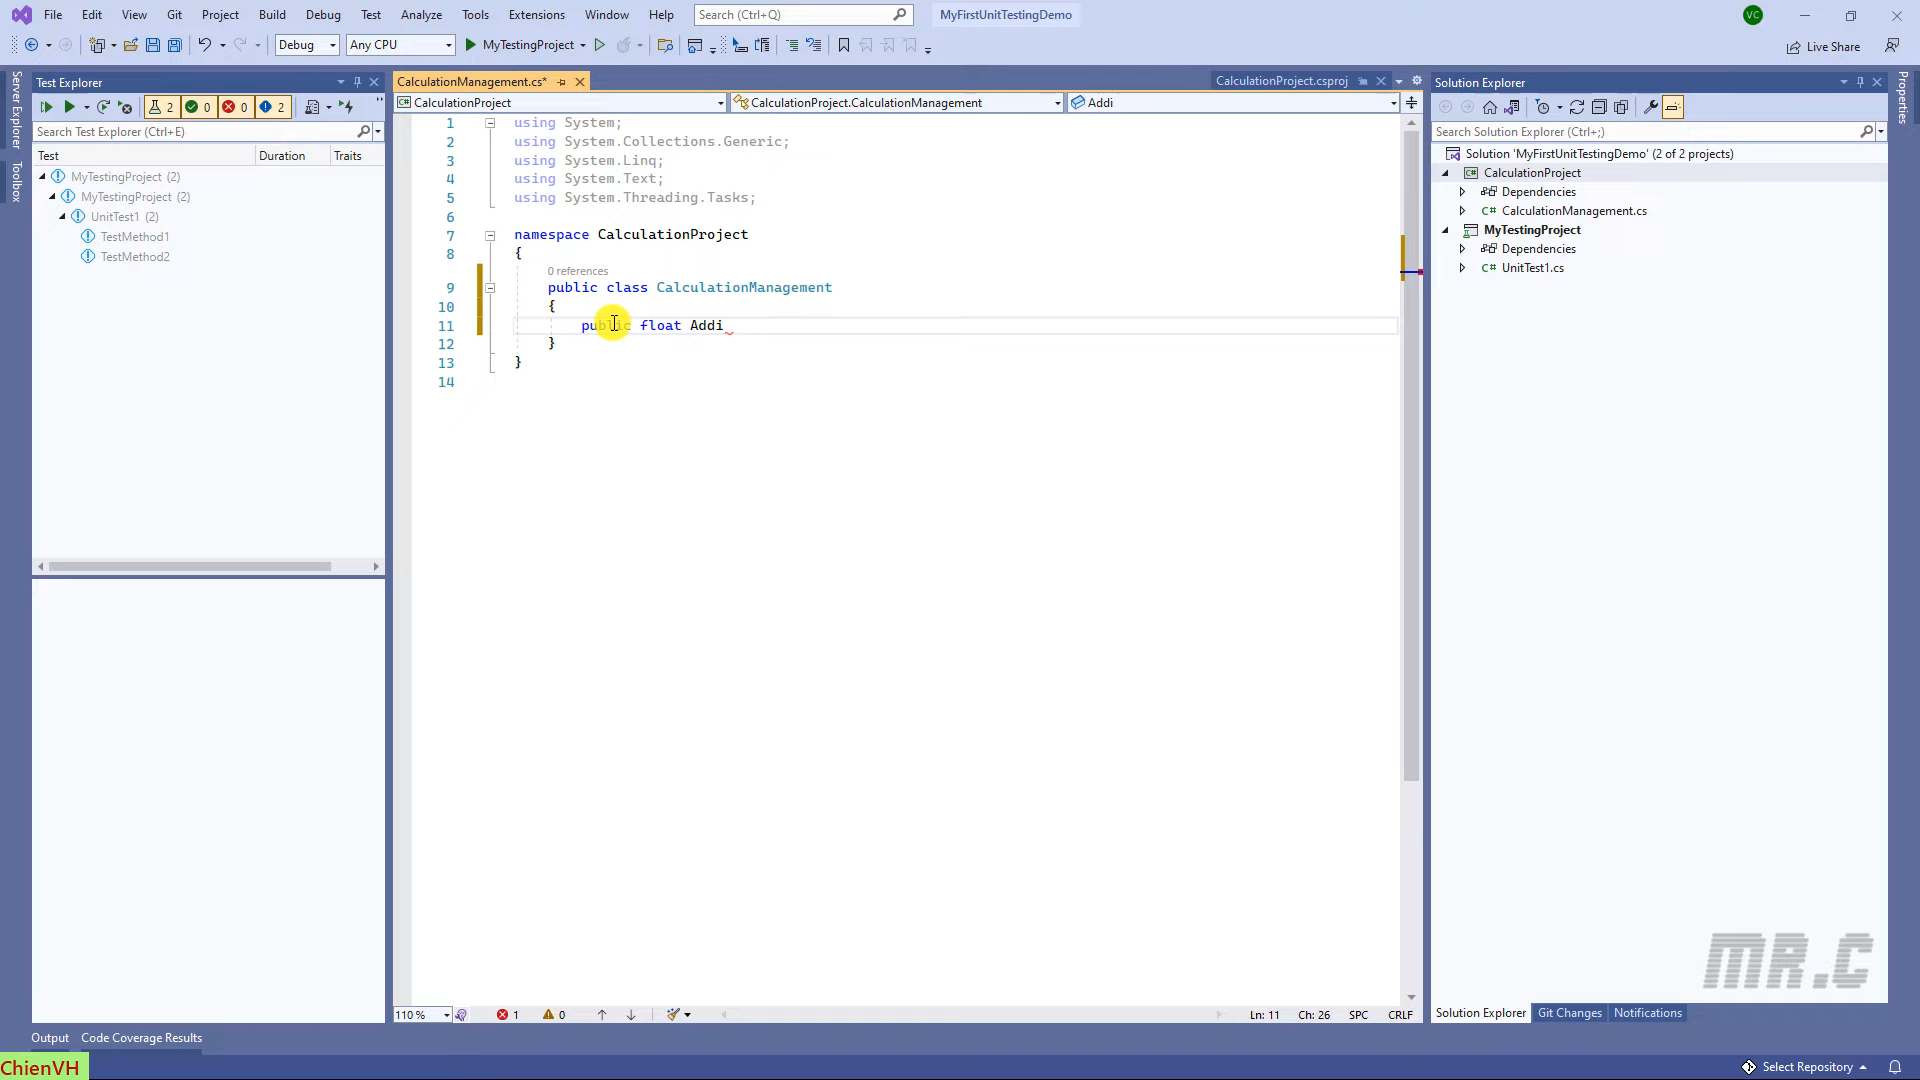 File Edit View Git Project Build Debug Test Analyze Tools Extensions Window Help Search (Ctrl+Q) MyFirstUnitTestingDemo VC
Debug Any CPU MyTestingProject Live Share
Server Explorer
Toolbox
Test Explorer
2 0 0 2
Search Test Explorer (Ctrl+E)
Test Duration Traits
MyTestingProject (2)
MyTestingProject (2)
UnitTest1 (2)
TestMethod1
TestMethod2
CalculationManagement.cs* CalculationProject.csproj
CalculationProject CalculationProject.CalculationManagement Addi
1 using System;
2 using System.Collections.Generic;
3 using System.Linq;
4 using System.Text;
5 using System.Threading.Tasks;
6
7 namespace CalculationProject
8 {
0 references
9 public class CalculationManagement
10 {
11 public float Addi
12 }
13 }
14
110 % 1 0 Ln: 11 Ch: 26 SPC CRLF
Solution Explorer
Search Solution Explorer (Ctrl+;)
Solution 'MyFirstUnitTestingDemo' (2 of 2 projects)
CalculationProject
Dependencies
C# CalculationManagement.cs
MyTestingProject
Dependencies
C# UnitTest1.cs
Properties
MR.C
Solution Explorer Git Changes Notifications
Output Code Coverage Results
ChienVH
Select Repository